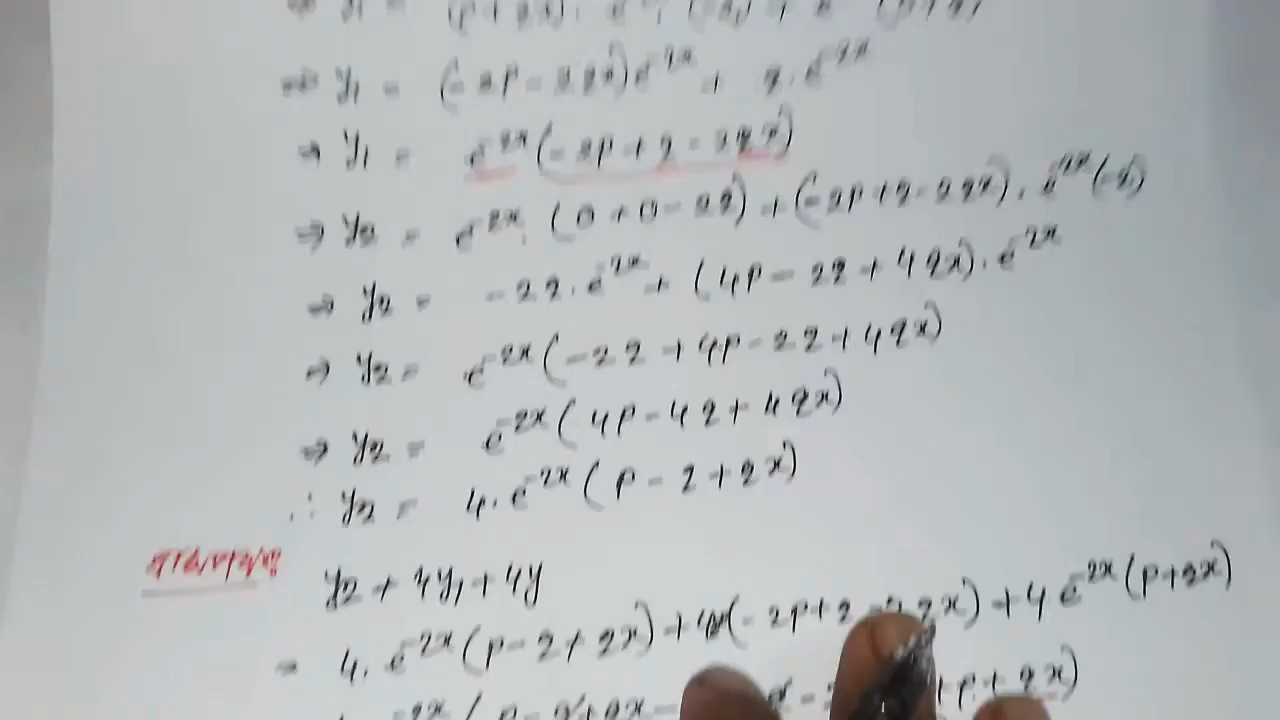 ⇒ y₁ = (-2p - 2qx)e⁻²ˣ + q.e⁻²ˣ
⇒ y₁ = e⁻²ˣ(-2p + q - 2qx)
⇒ y₂ = e⁻²ˣ. (0 + 0 - 2q) + (-2p + q - 2qx). e⁻²ˣ(-2)
⇒ y₂ = -2q. e⁻²ˣ + (4p - 2q + 4qx). e⁻²ˣ
⇒ y₂ = e⁻²ˣ(-2q + 4p - 2q + 4qx)
⇒ y₂ = e⁻²ˣ(4p - 4q + 4qx)
∴ y₂ = 4. e⁻²ˣ(p - q + qx)
y₂ + 4y₁ + 4y
= 4. e⁻²ˣ(p - q + qx) + 4(-2p + q - 2qx) + 4 e⁻²ˣ(p + qx)
+ p + qx)